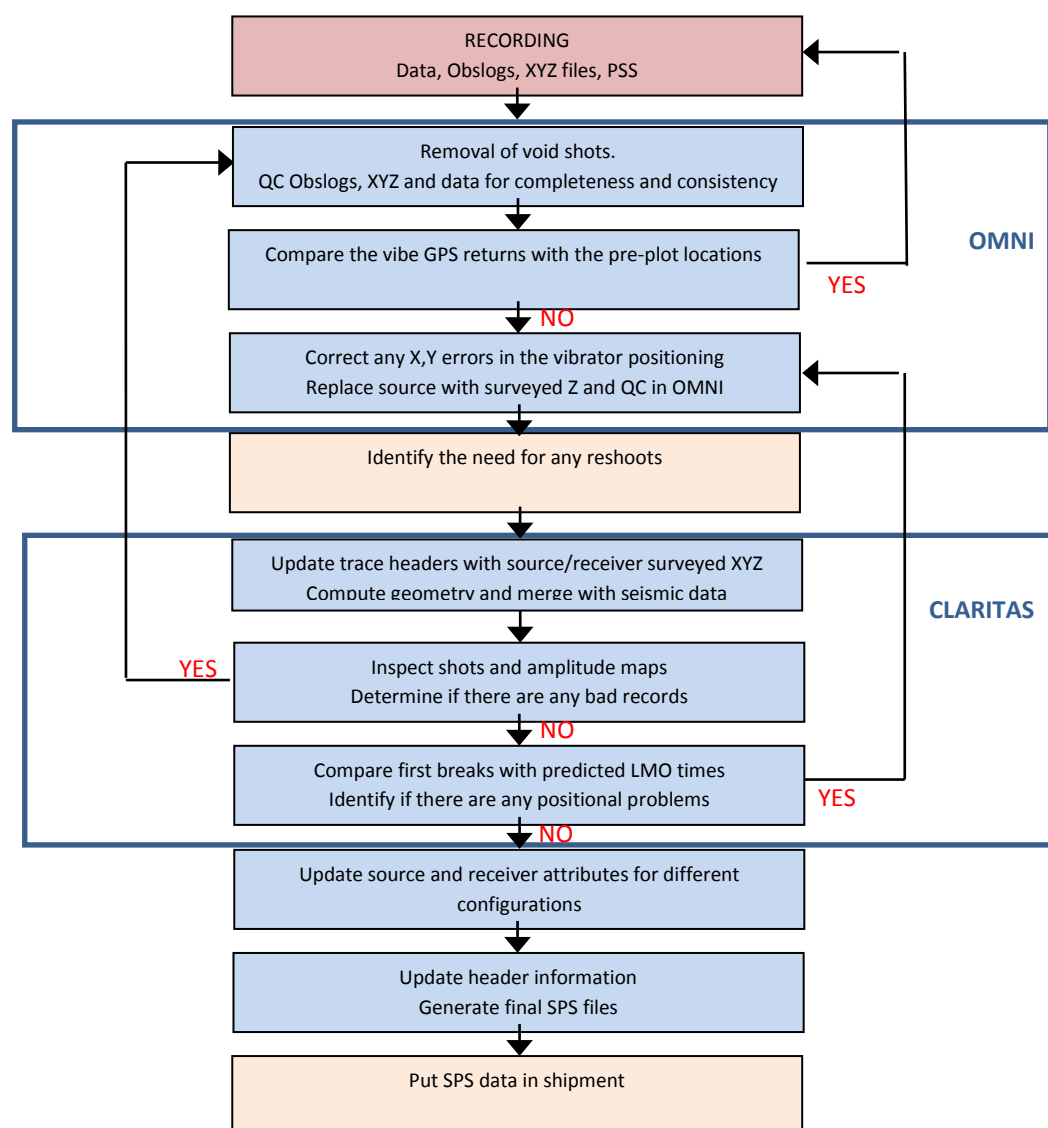 RECORDING
Data, Obslogs, XYZ files, PSS
Removal of void shots.
QC Obslogs, XYZ and data for completeness and consistency
Compare the vibe GPS returns with the pre-plot locations
OMNI
YES
NO
Correct any X,Y errors in the vibrator positioning
Replace source with surveyed Z and QC in OMNI
Identify the need for any reshoots
Update trace headers with source/receiver surveyed XYZ
Compute geometry and merge with seismic data
CLARITAS
YES
Inspect shots and amplitude maps
Determine if there are any bad records
NO
Compare first breaks with predicted LMO times
Identify if there are any positional problems
YES
NO
Update source and receiver attributes for different
configurations
Update header information
Generate final SPS files
Put SPS data in shipment